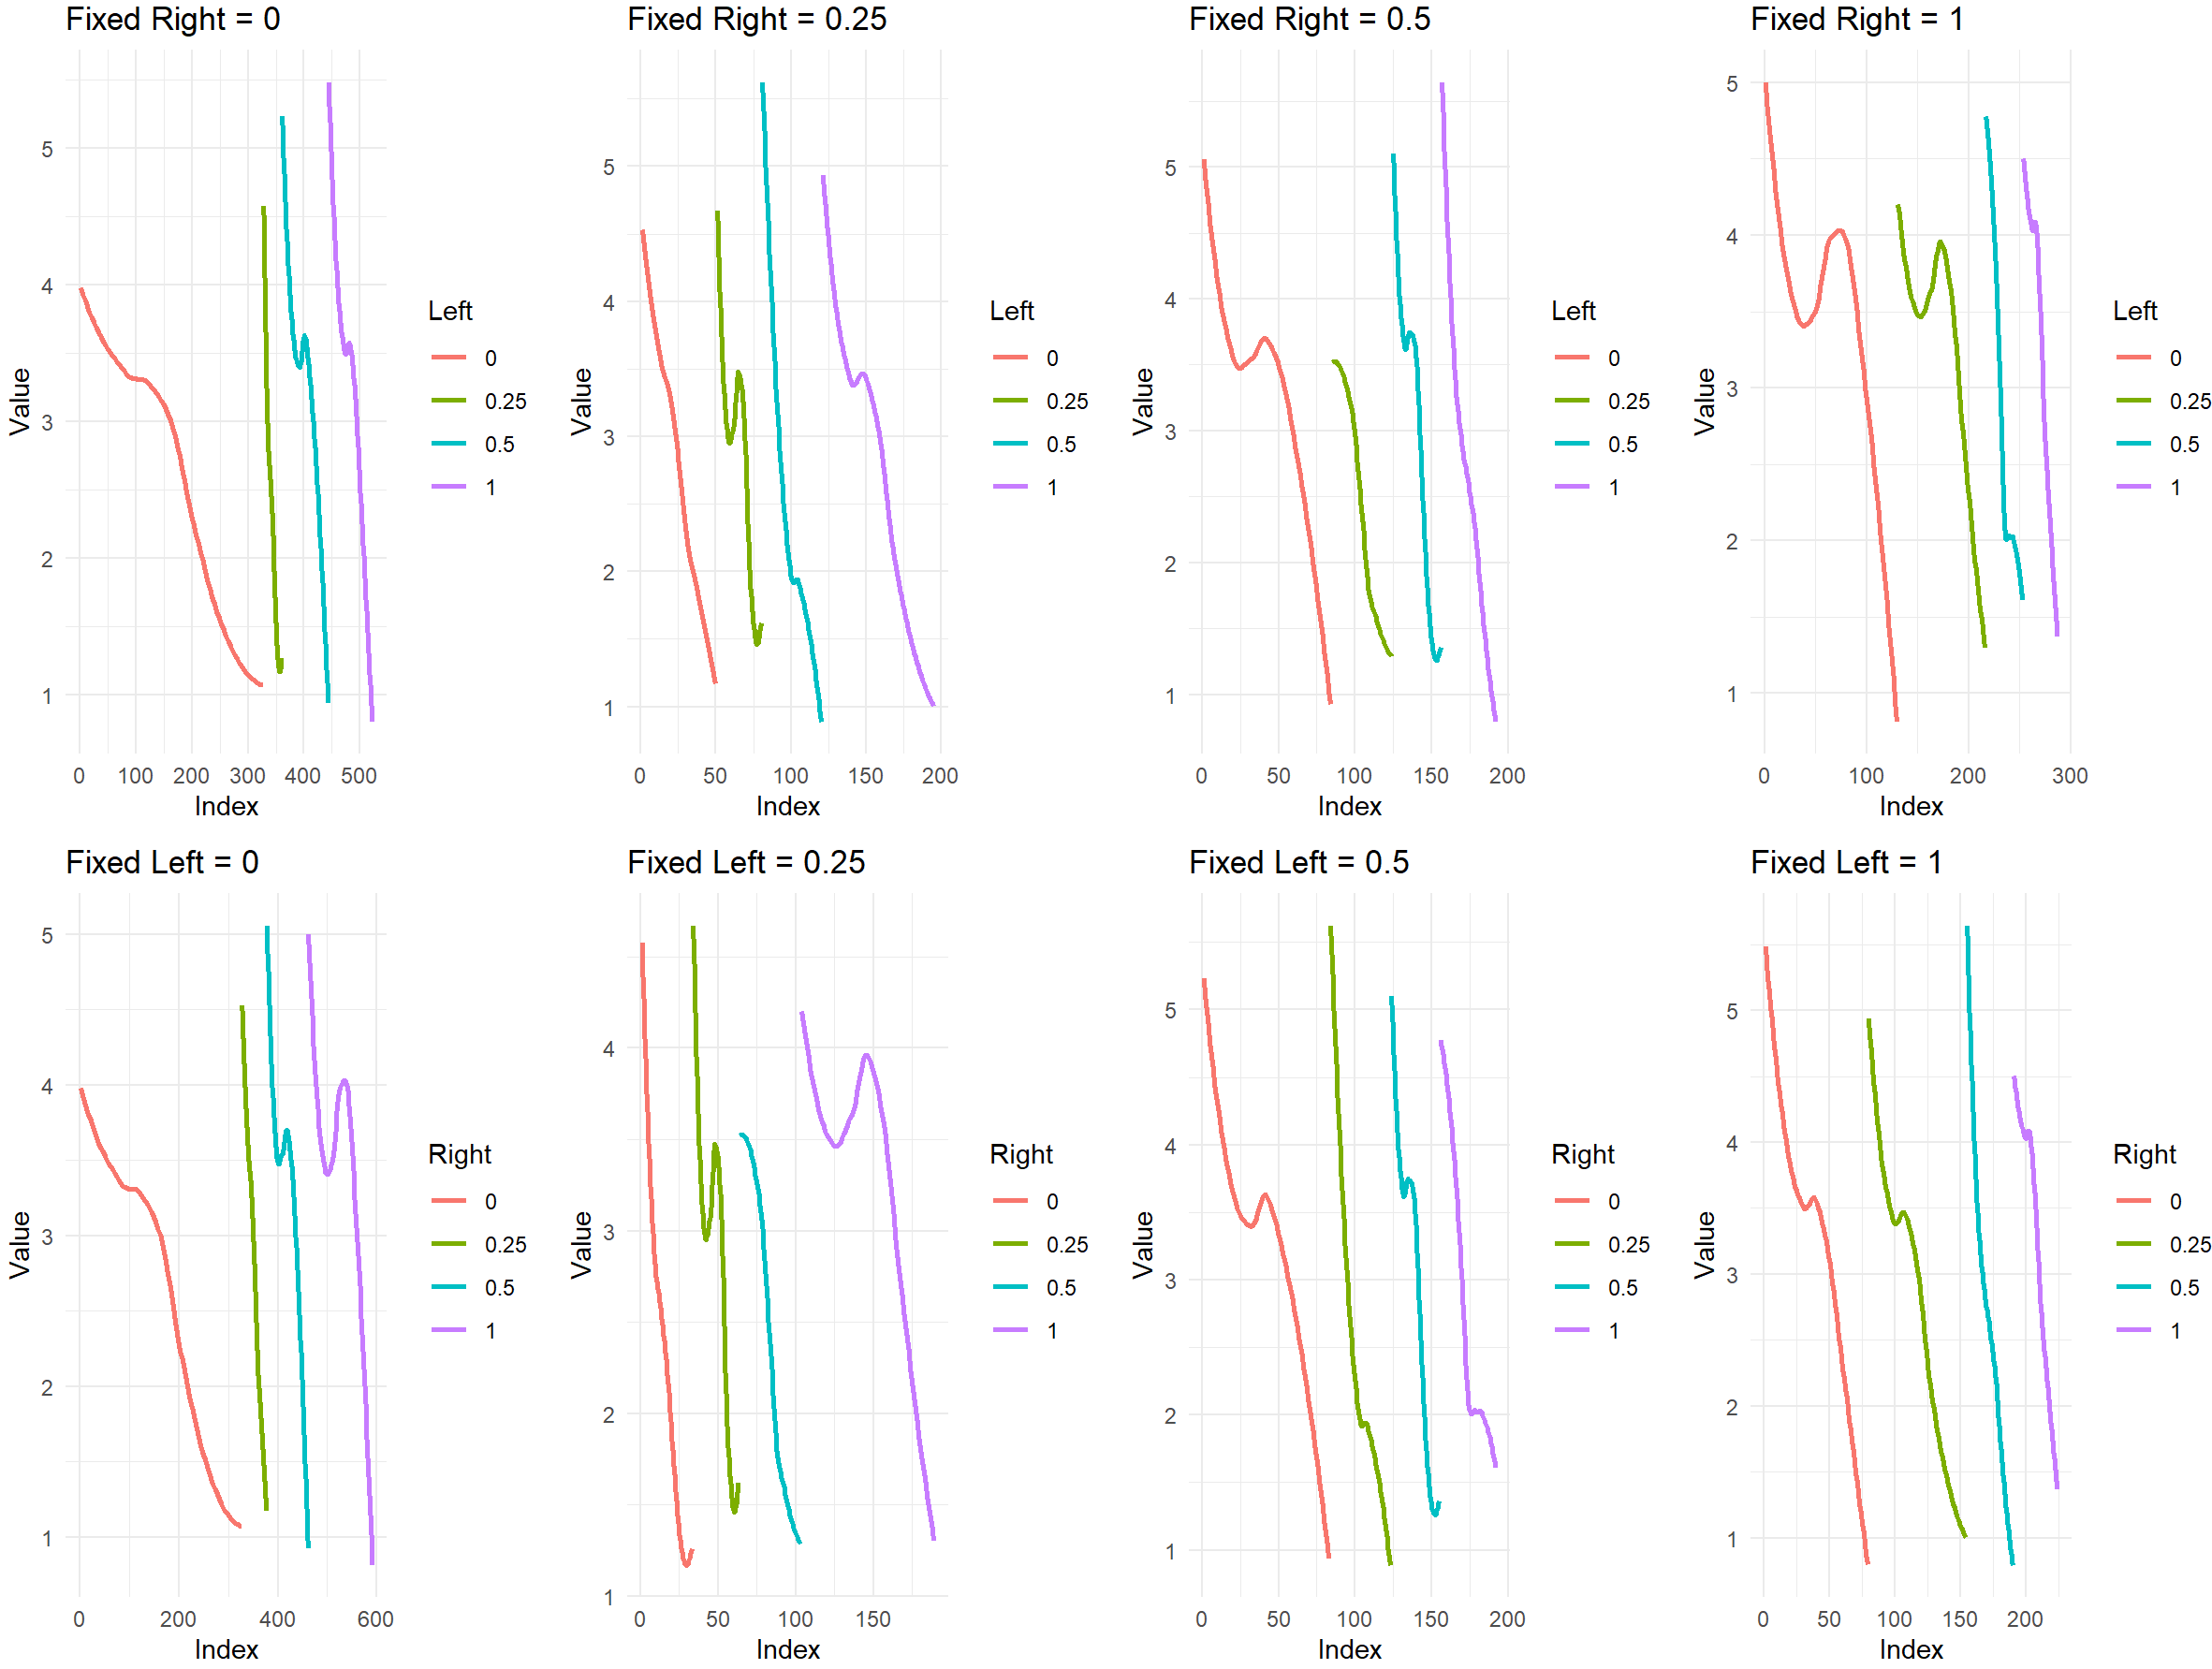 Fixed Right = 0
Value
5
4
3
2
1
0 100 200 300 400 500
Index
Left
0
0.25
0.5
1
Fixed Right = 0.25
Value
5
4
3
2
1
0 50 100 150 200
Index
Left
0
0.25
0.5
1
Fixed Right = 0.5
Value
5
4
3
2
1
0 50 100 150 200
Index
Left
0
0.25
0.5
1
Fixed Right = 1
Value
5
4
3
2
1
0 100 200 300
Index
Left
0
0.25
0.5
1
Fixed Left = 0
Value
5
4
3
2
1
0 200 400 600
Index
Right
0
0.25
0.5
1
Fixed Left = 0.25
Value
4
3
2
1
0 50 100 150
Index
Right
0
0.25
0.5
1
Fixed Left = 0.5
Value
5
4
3
2
1
0 50 100 150 200
Index
Right
0
0.25
0.5
1
Fixed Left = 1
Value
5
4
3
2
1
0 50 100 150 200
Index
Right
0
0.25
0.5
1